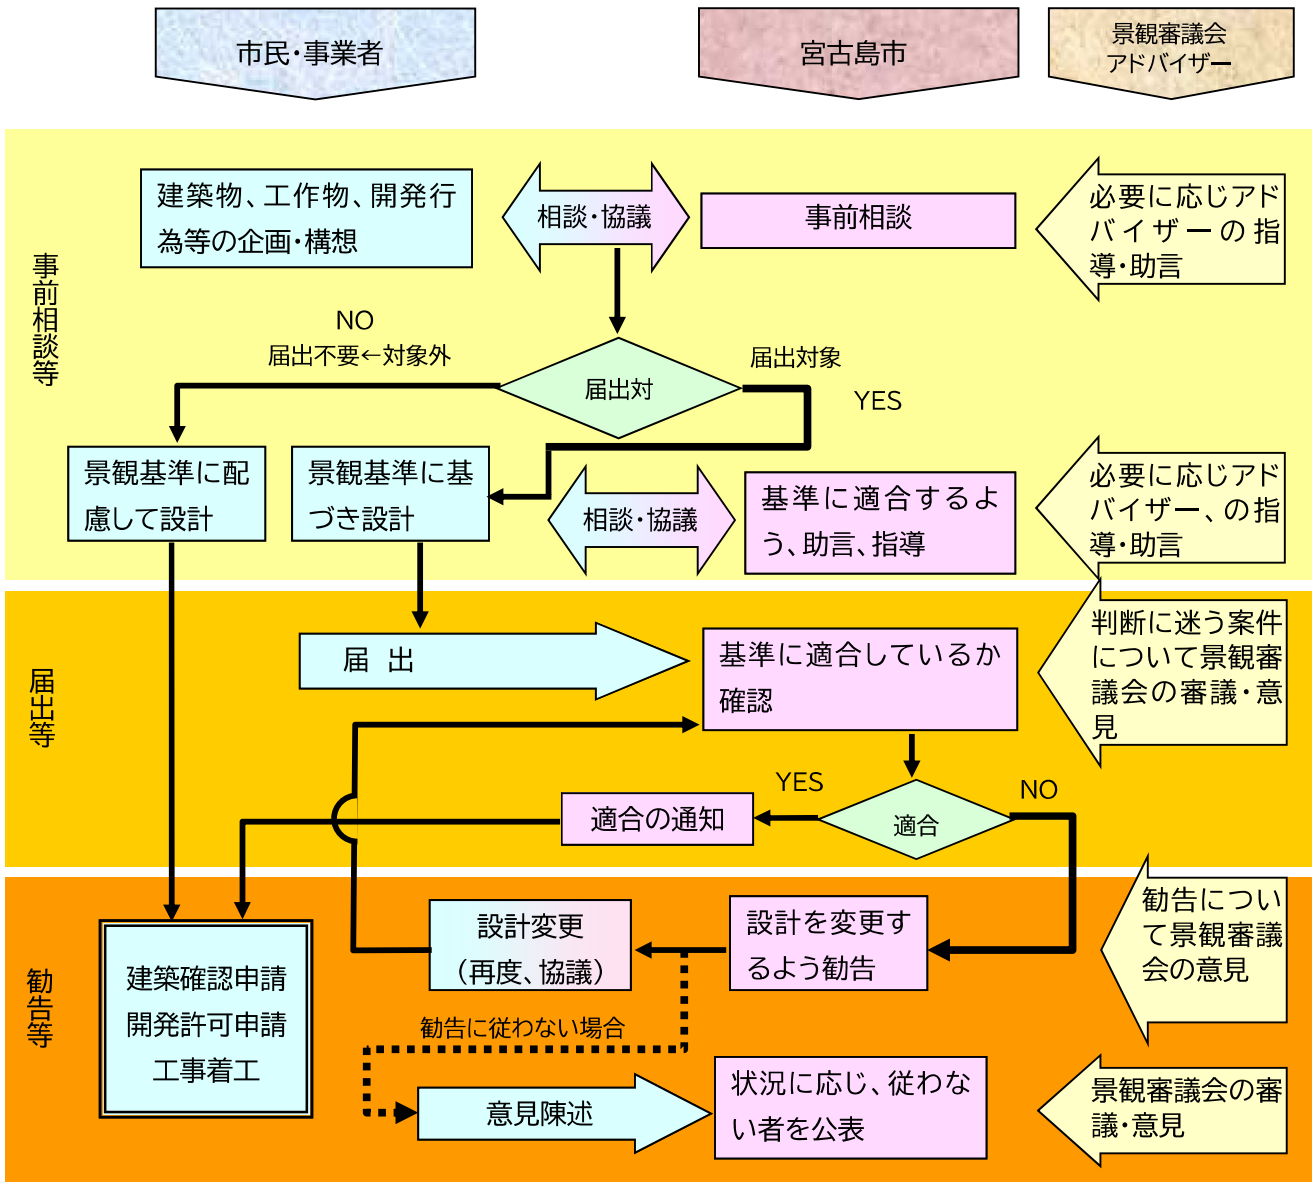 市民・事業者
宮古島市
景観審議会
アドバイザー
事前相談等
建築物、工作物、開発行
為等の企画・構想
相談・協議
事前相談
必要に応じアド
バイザーの指
導・助言
NO
届出不要←対象外
届出対
届出対象
YES
景観基準に配
慮して設計
景観基準に基
づき設計
相談・協議
基準に適合するよ
う、助言、指導
必要に応じアド
バイザー、の指
導・助言
届出等
届 出
基準に適合しているか
確認
判断に迷う案件
について景観審
議会の審議・意
見
YES
NO
適合の通知
適合
勧告等
建築確認申請
開発許可申請
工事着工
設計変更
（再度、協議）
設計を変更す
るよう勧告
勧告につい
て景観審議
会の意見
勧告に従わない場合
意見陳述
状況に応じ、従わな
い者を公表
景観審議会の審
議・意見